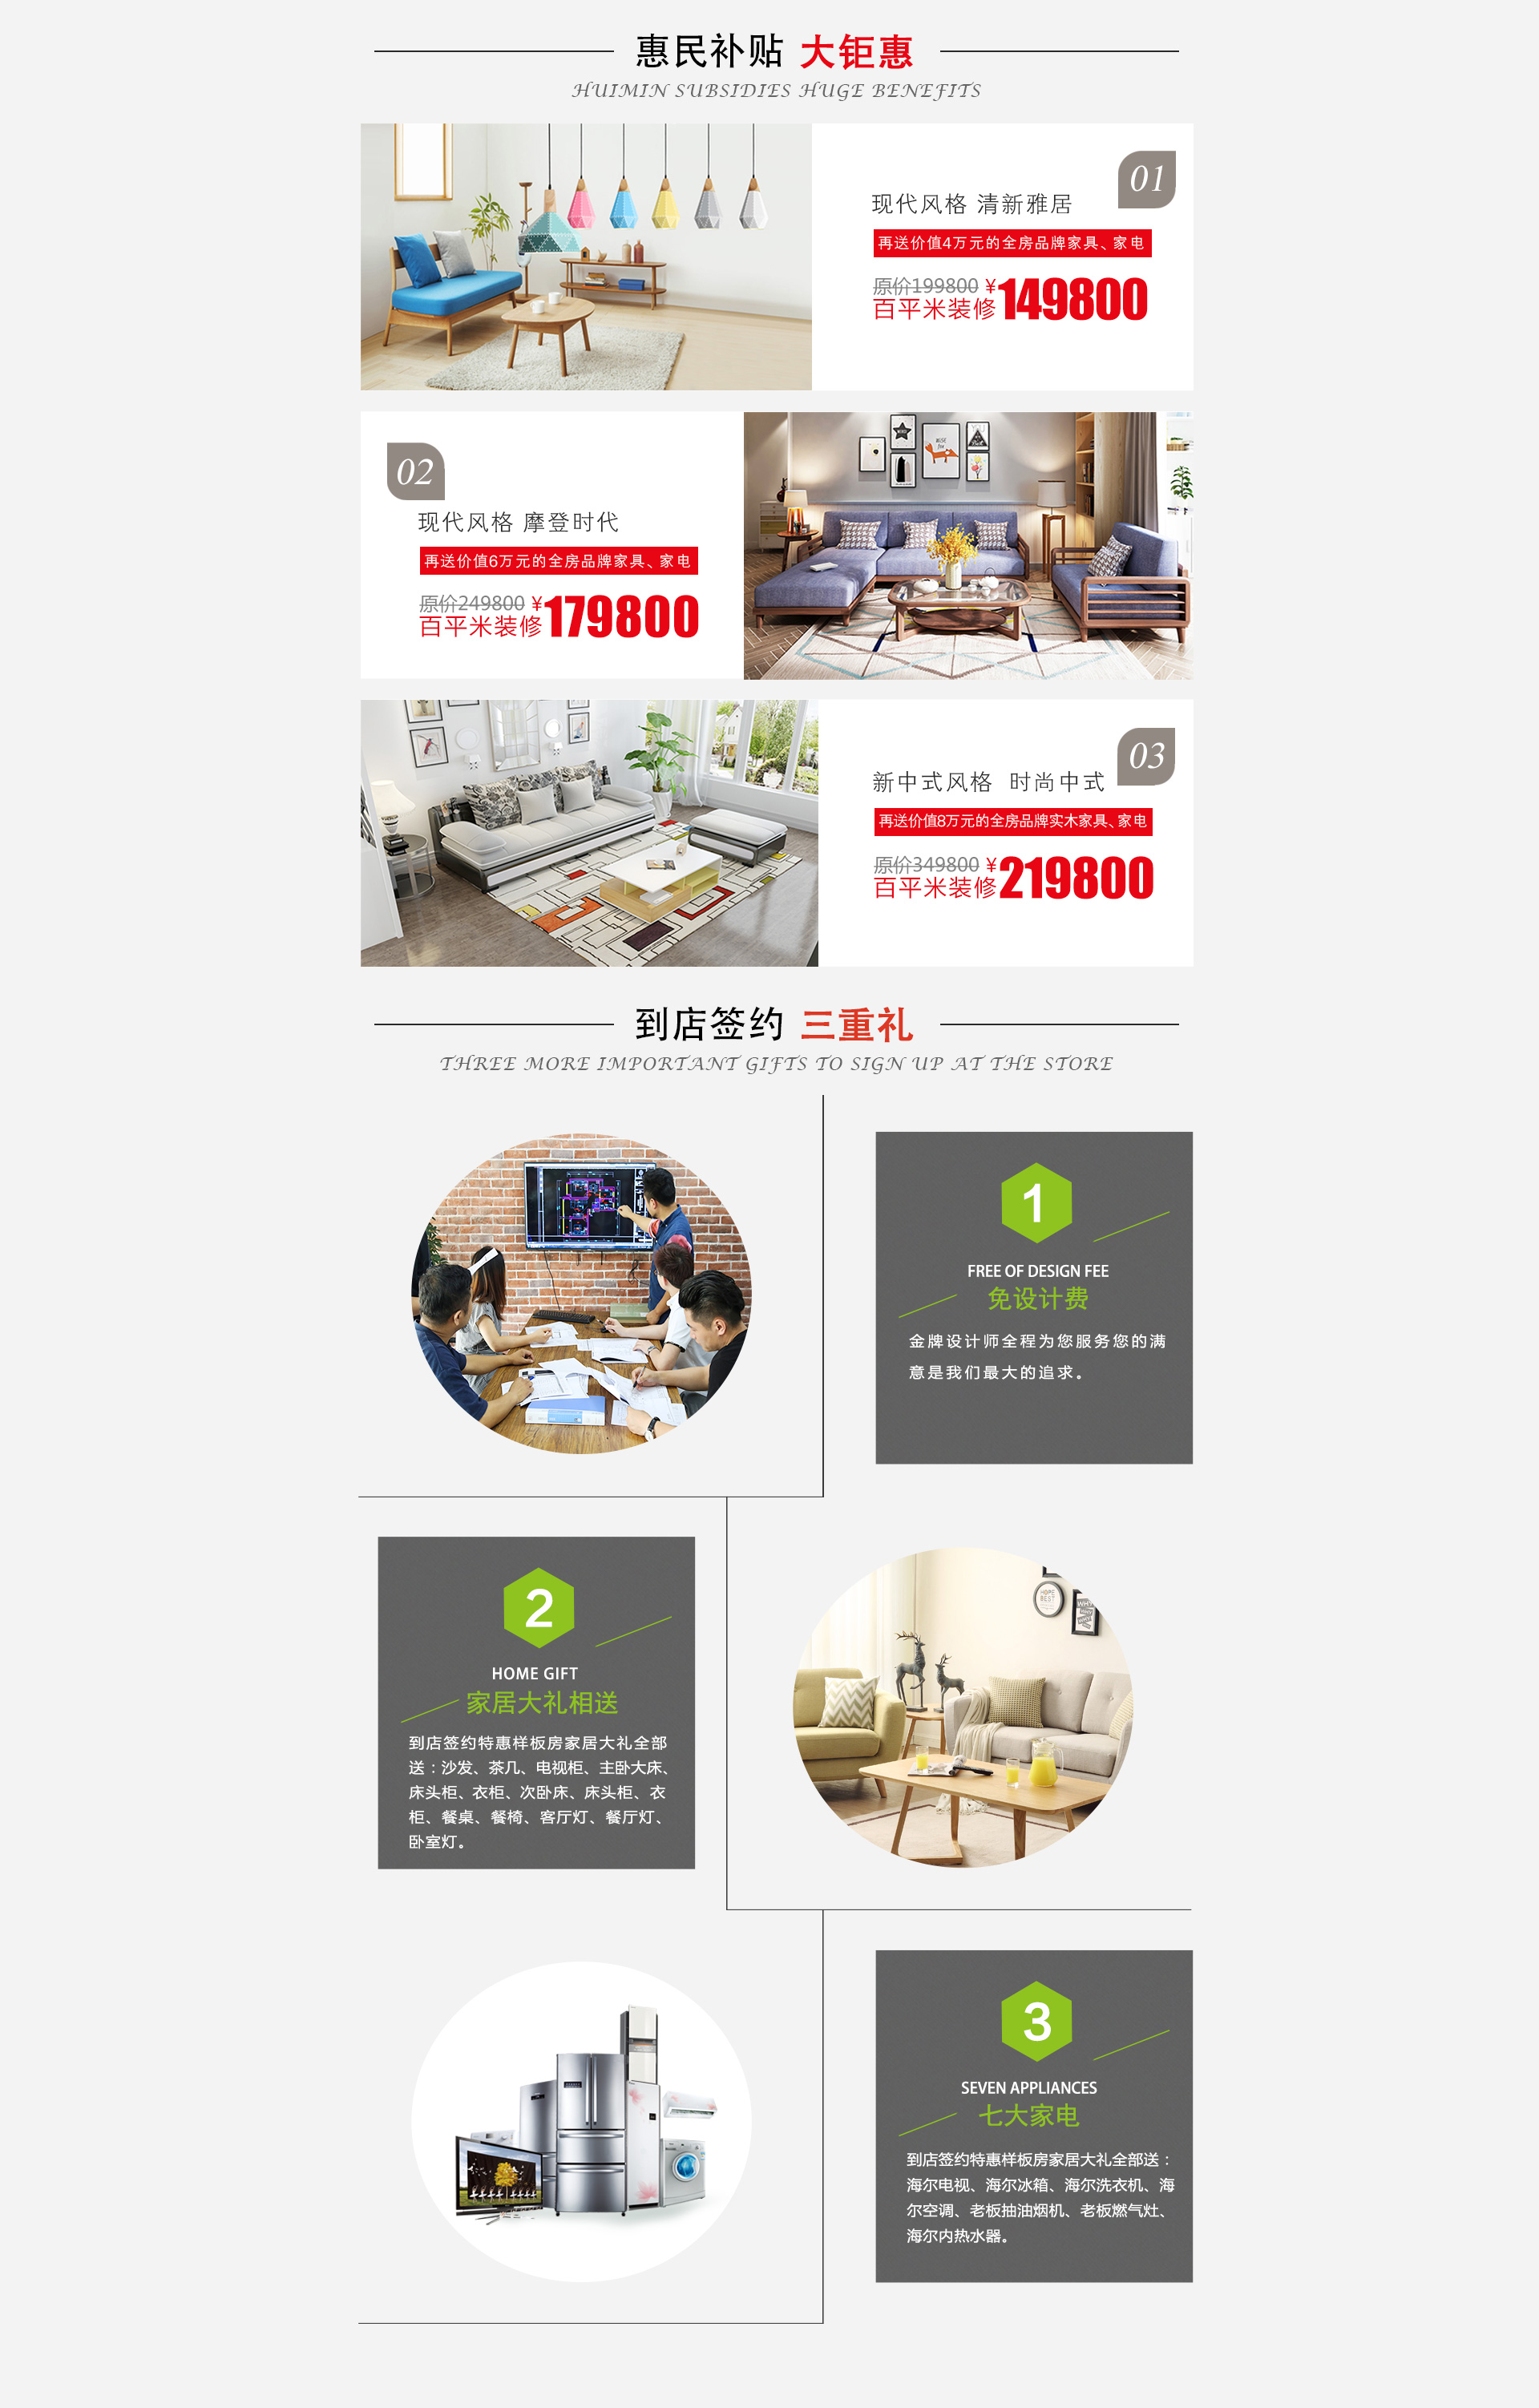 惠民补贴 大钜惠
HUIMIN SUBSIDIES HUGE BENEFITS
01
现代风格 清新雅居
再送价值4万元的全房品牌家具、家电
原价199800 ¥149800
百平米装修
02
现代风格 摩登时代
再送价值6万元的全房品牌家具、家电
原价249800 ¥179800
百平米装修
03
新中式风格 时尚中式
再送价值8万元的全房品牌实木家具、家电
原价349800 ¥219800
百平米装修
到店签约 三重礼
THREE MORE IMPORTANT GIFTS TO SIGN UP AT THE STORE
1
FREE OF DESIGN FEE
免设计费
金牌设计师全程为您服务您的满
意是我们最大的追求。
2
HOME GIFT
家居大礼相送
到店签约特惠样板房家居大礼全部
送：沙发、茶几、电视柜、主卧大床、
床头柜、衣柜、次卧床、床头柜、衣
柜、餐桌、餐椅、客厅灯、餐厅灯、
卧室灯。
HOME
BEST
WHY
WHY
WHY
3
SEVEN APPLIANCES
七大家电
到店签约特惠样板房家居大礼全部送：
海尔电视、海尔冰箱、海尔洗衣机、海
尔空调、老板抽油烟机、老板燃气灶、
海尔内热水器。